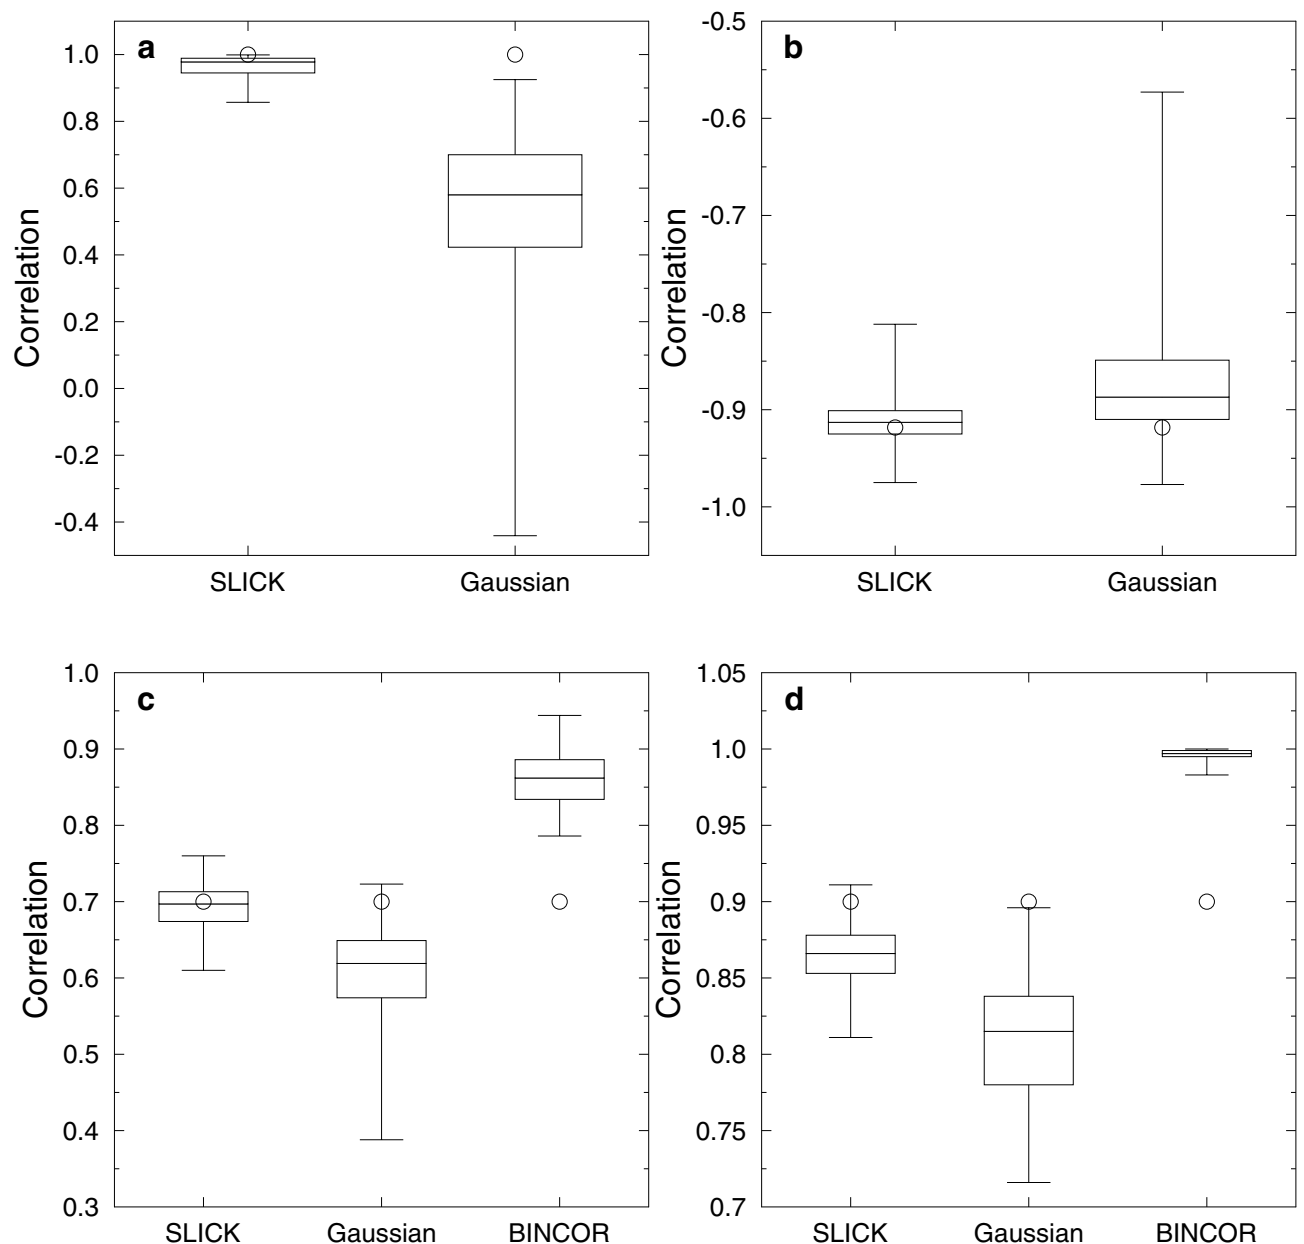 a
1.0
0.8
0.6
0.4
0.2
0.0
-0.2
-0.4
Correlation
SLICK Gaussian
b
-0.5
-0.6
-0.7
-0.8
-0.9
-1.0
Correlation
SLICK Gaussian
c
1.0
0.9
0.8
0.7
0.6
0.5
0.4
0.3
Correlation
SLICK Gaussian BINCOR
d
1.05
1.0
0.95
0.9
0.85
0.8
0.75
0.7
Correlation
SLICK Gaussian BINCOR